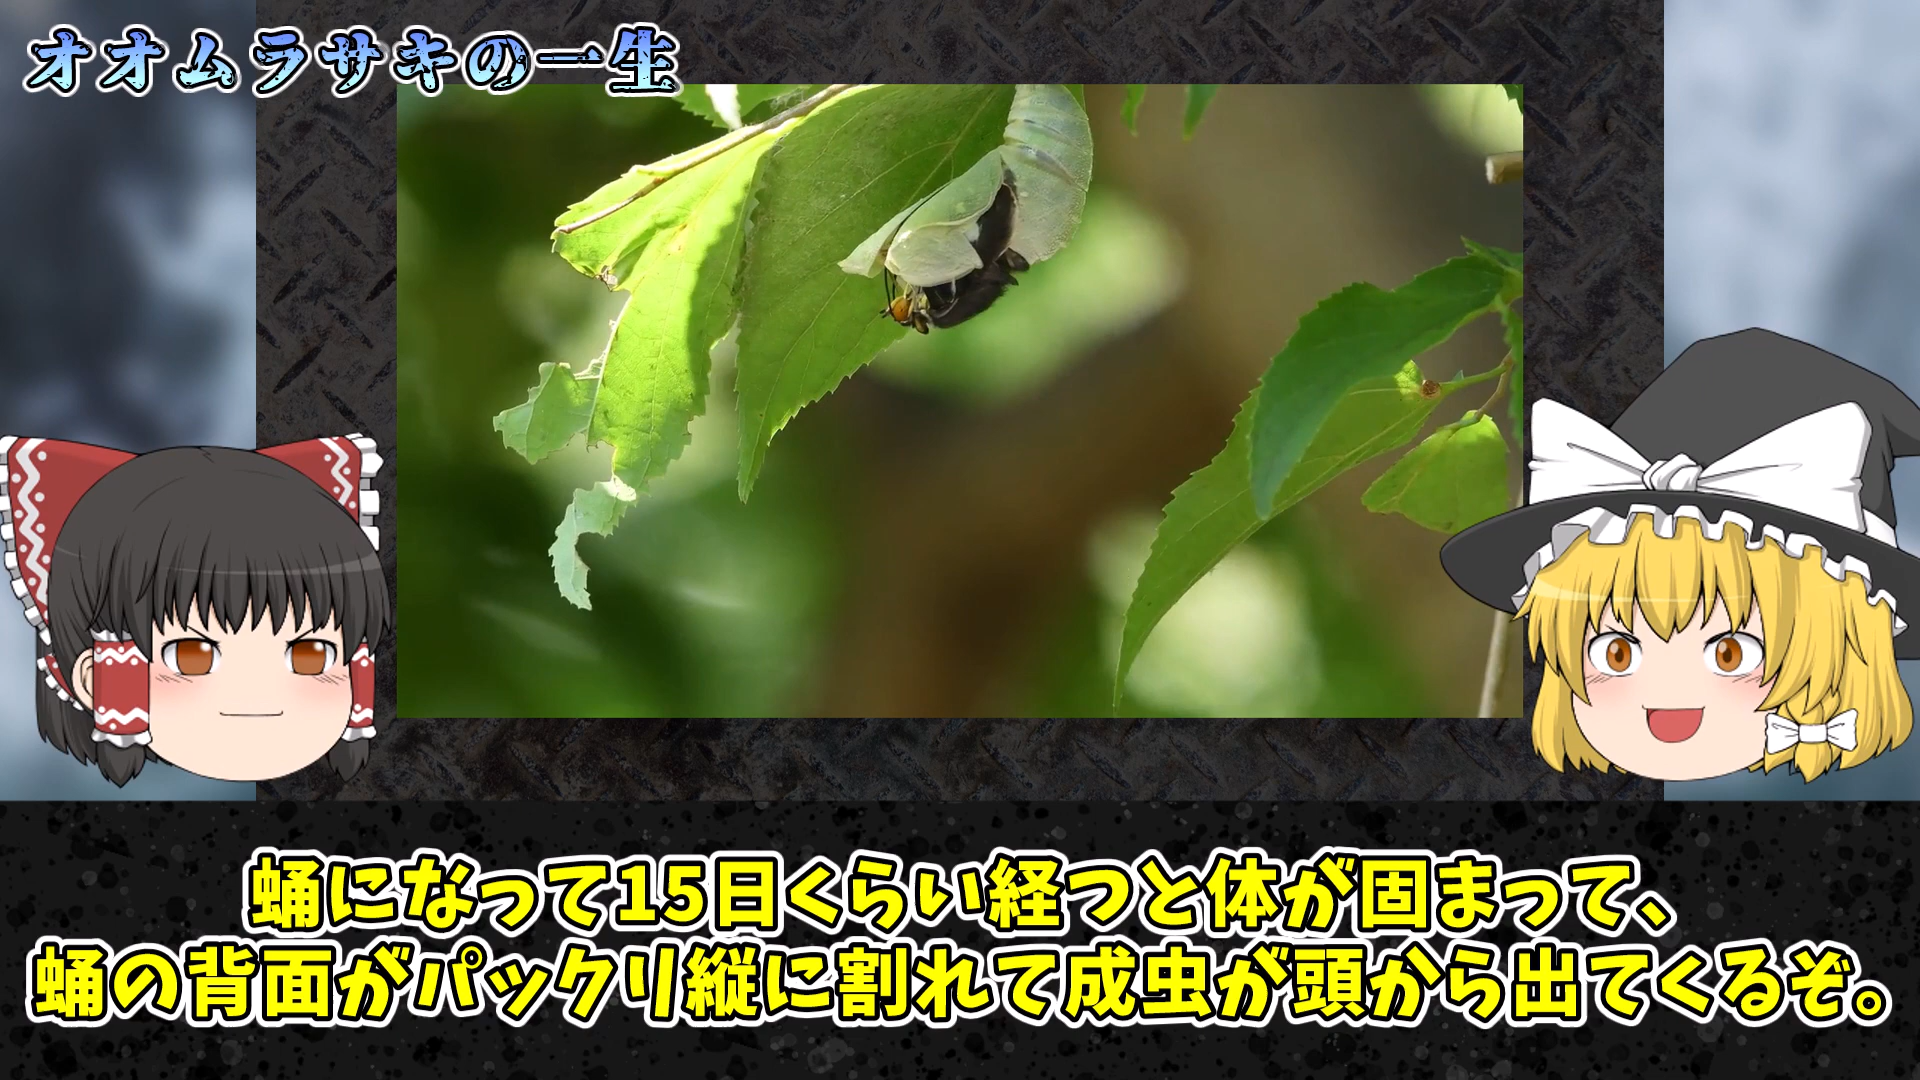 オオムラサキの一生
蛹になって15日くらい経つと体が固まって、
蛹の背面がパックリ縦に割れて成虫が頭から出てくるぞ。